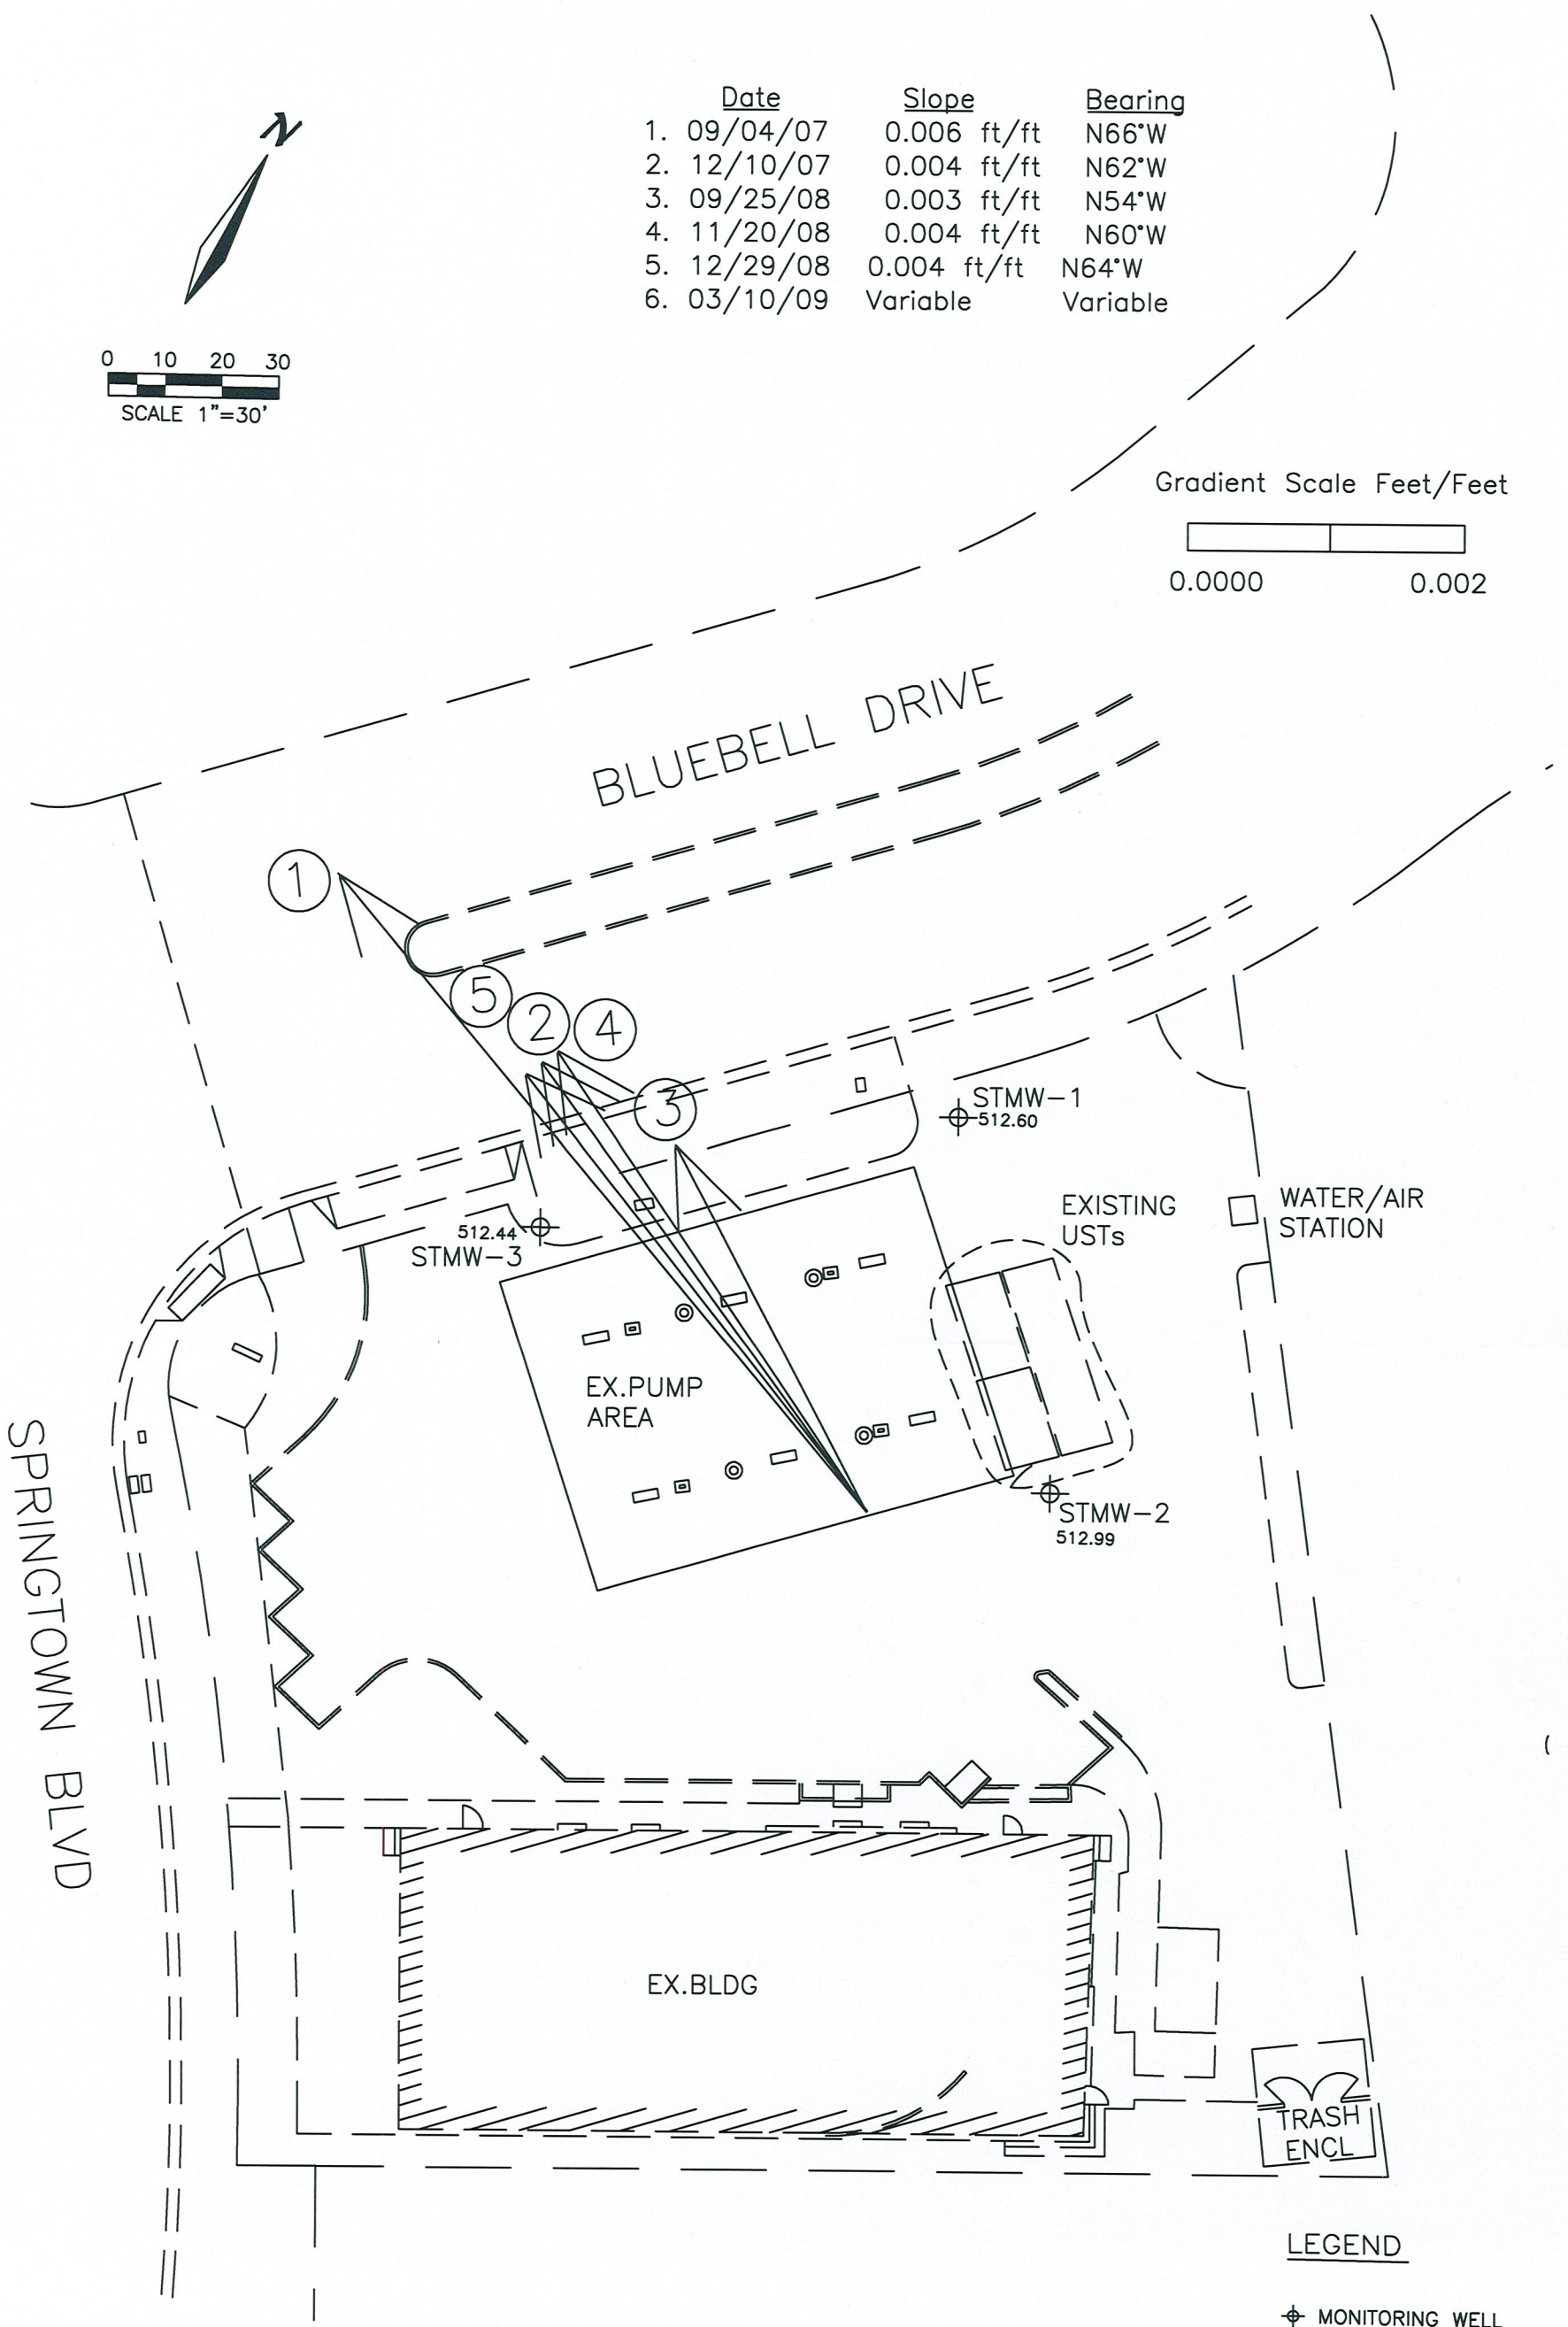 N
Date Slope Bearing
1. 09/04/07 0.006 ft/ft N66°W
2. 12/10/07 0.004 ft/ft N62°W
3. 09/25/08 0.003 ft/ft N54°W
4. 11/20/08 0.004 ft/ft N60°W
5. 12/29/08 0.004 ft/ft N64°W
6. 03/10/09 Variable Variable
0 10 20 30
SCALE 1"=30'
Gradient Scale Feet/Feet
0.0000 0.002
BLUEBELL DRIVE
1
5
2
4
3
STMW-1
512.60
EXISTING
USTs
WATER/AIR
STATION
512.44
STMW-3
EX.PUMP
AREA
STMW-2
512.99
SPRINGTOWN BLVD
EX.BLDG
TRASH
ENCL
LEGEND
MONITORING WELL